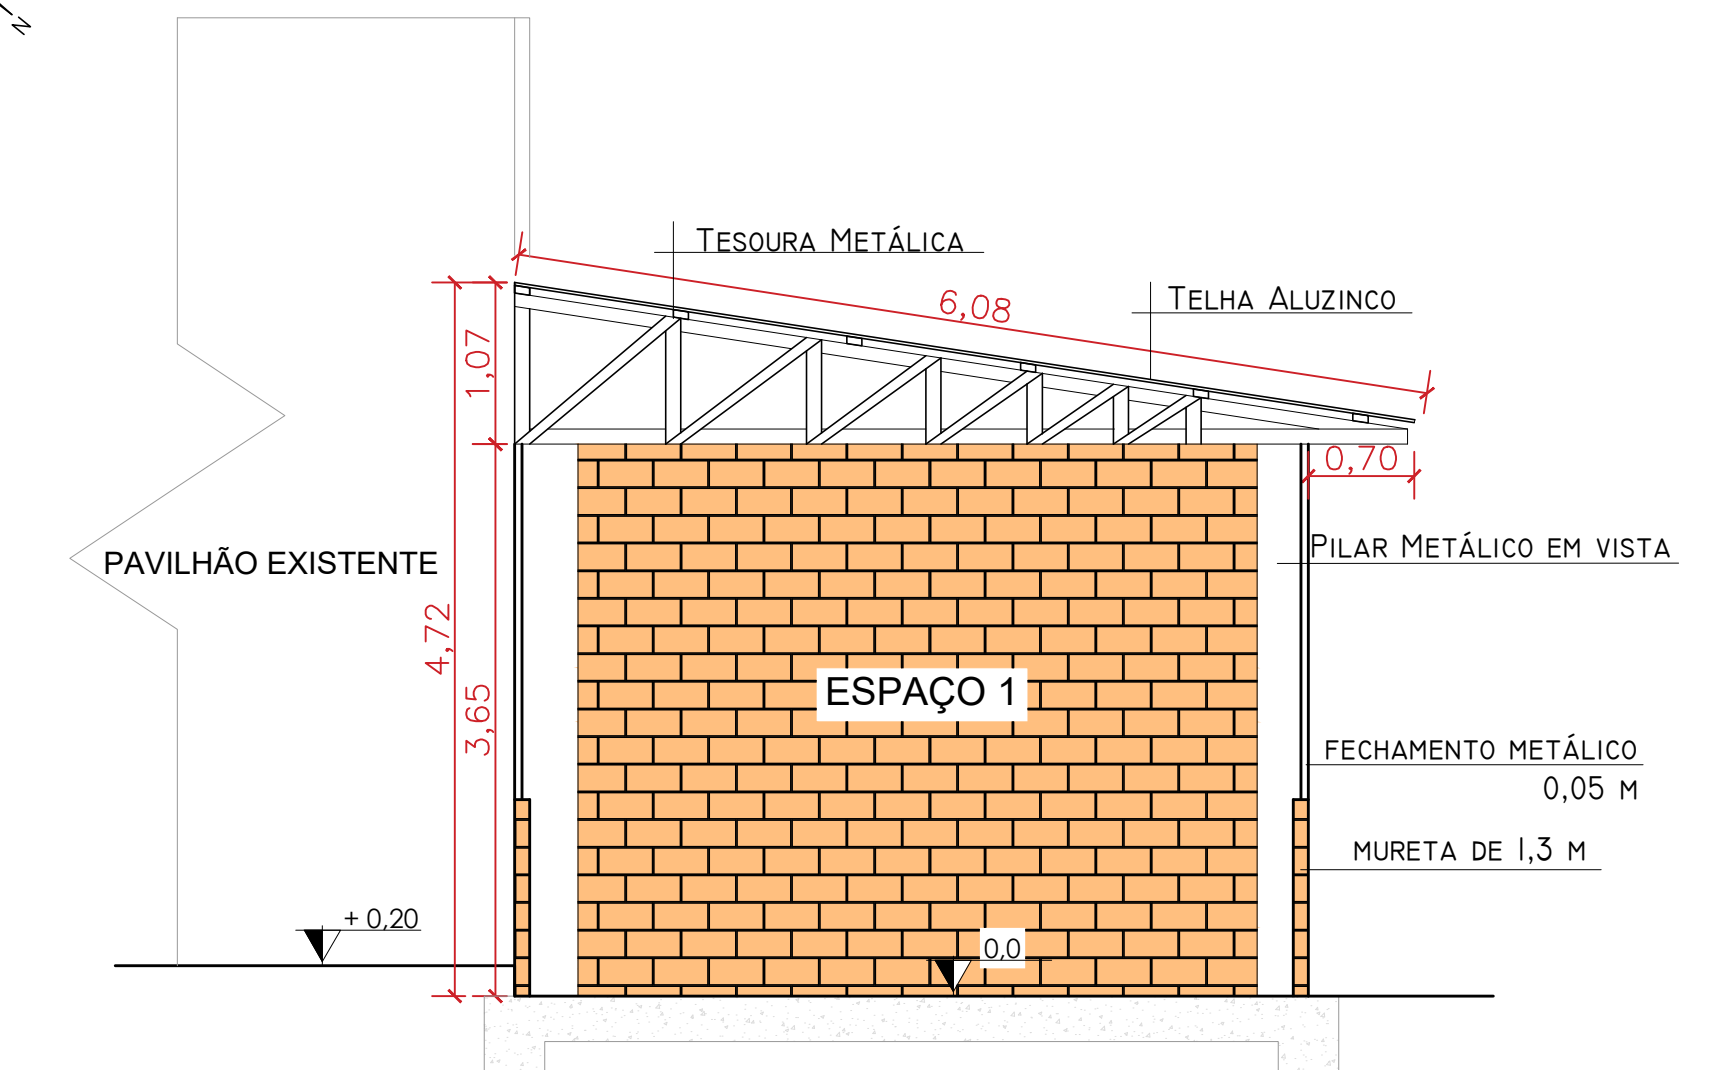 N
TESOURA METÁLICA
6,08
TELHA ALUZINCO
1,07
0,70
PILAR METÁLICO EM VISTA
PAVILHÃO EXISTENTE
4,72
3,65
ESPAÇO 1
FECHAMENTO METÁLICO
0,05 M
MURETA DE 1,3 M
+ 0,20
0,0